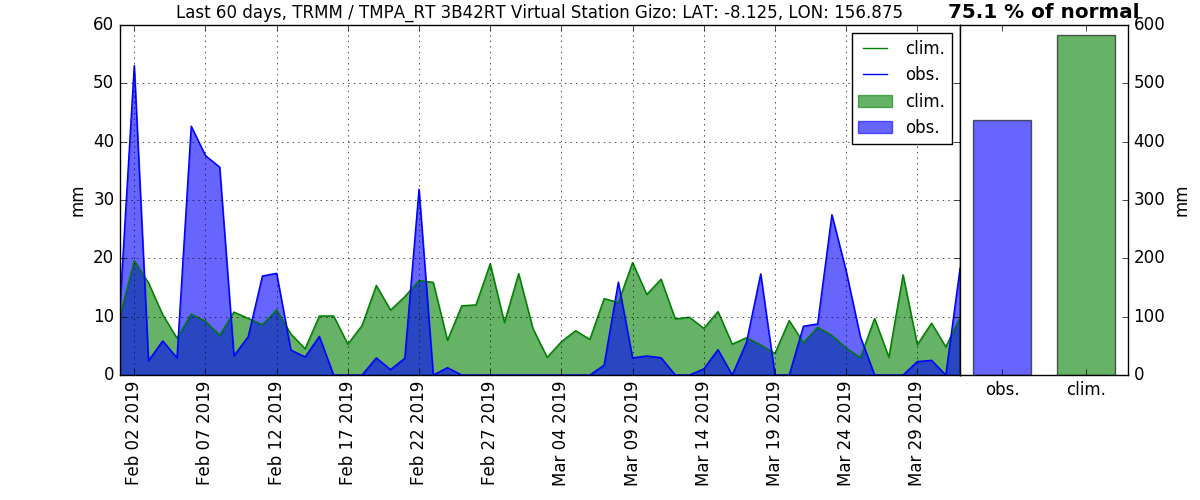 Last 60 days, TRMM / TMPA_RT 3B42RT Virtual Station Gizo: LAT: -8.125, LON: 156.875
75.1 % of normal
60
50
40
30
20
10
0
mm
clim.
obs.
clim.
obs.
600
500
400
300
200
100
0
mm
Feb 02 2019
Feb 07 2019
Feb 12 2019
Feb 17 2019
Feb 22 2019
Feb 27 2019
Mar 04 2019
Mar 09 2019
Mar 14 2019
Mar 19 2019
Mar 24 2019
Mar 29 2019
obs.
clim.